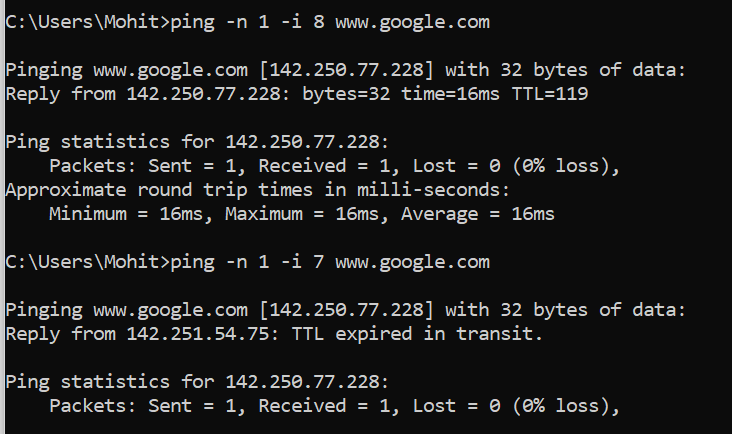 C:\Users\Mohit>ping -n 1 -i 8 www.google.com
Pinging www.google.com [142.250.77.228] with 32 bytes of data:
Reply from 142.250.77.228: bytes=32 time=16ms TTL=119
Ping statistics for 142.250.77.228:
    Packets: Sent = 1, Received = 1, Lost = 0 (0% loss),
Approximate round trip times in milli-seconds:
    Minimum = 16ms, Maximum = 16ms, Average = 16ms
C:\Users\Mohit>ping -n 1 -i 7 www.google.com
Pinging www.google.com [142.250.77.228] with 32 bytes of data:
Reply from 142.251.54.75: TTL expired in transit.
Ping statistics for 142.250.77.228:
    Packets: Sent = 1, Received = 1, Lost = 0 (0% loss),